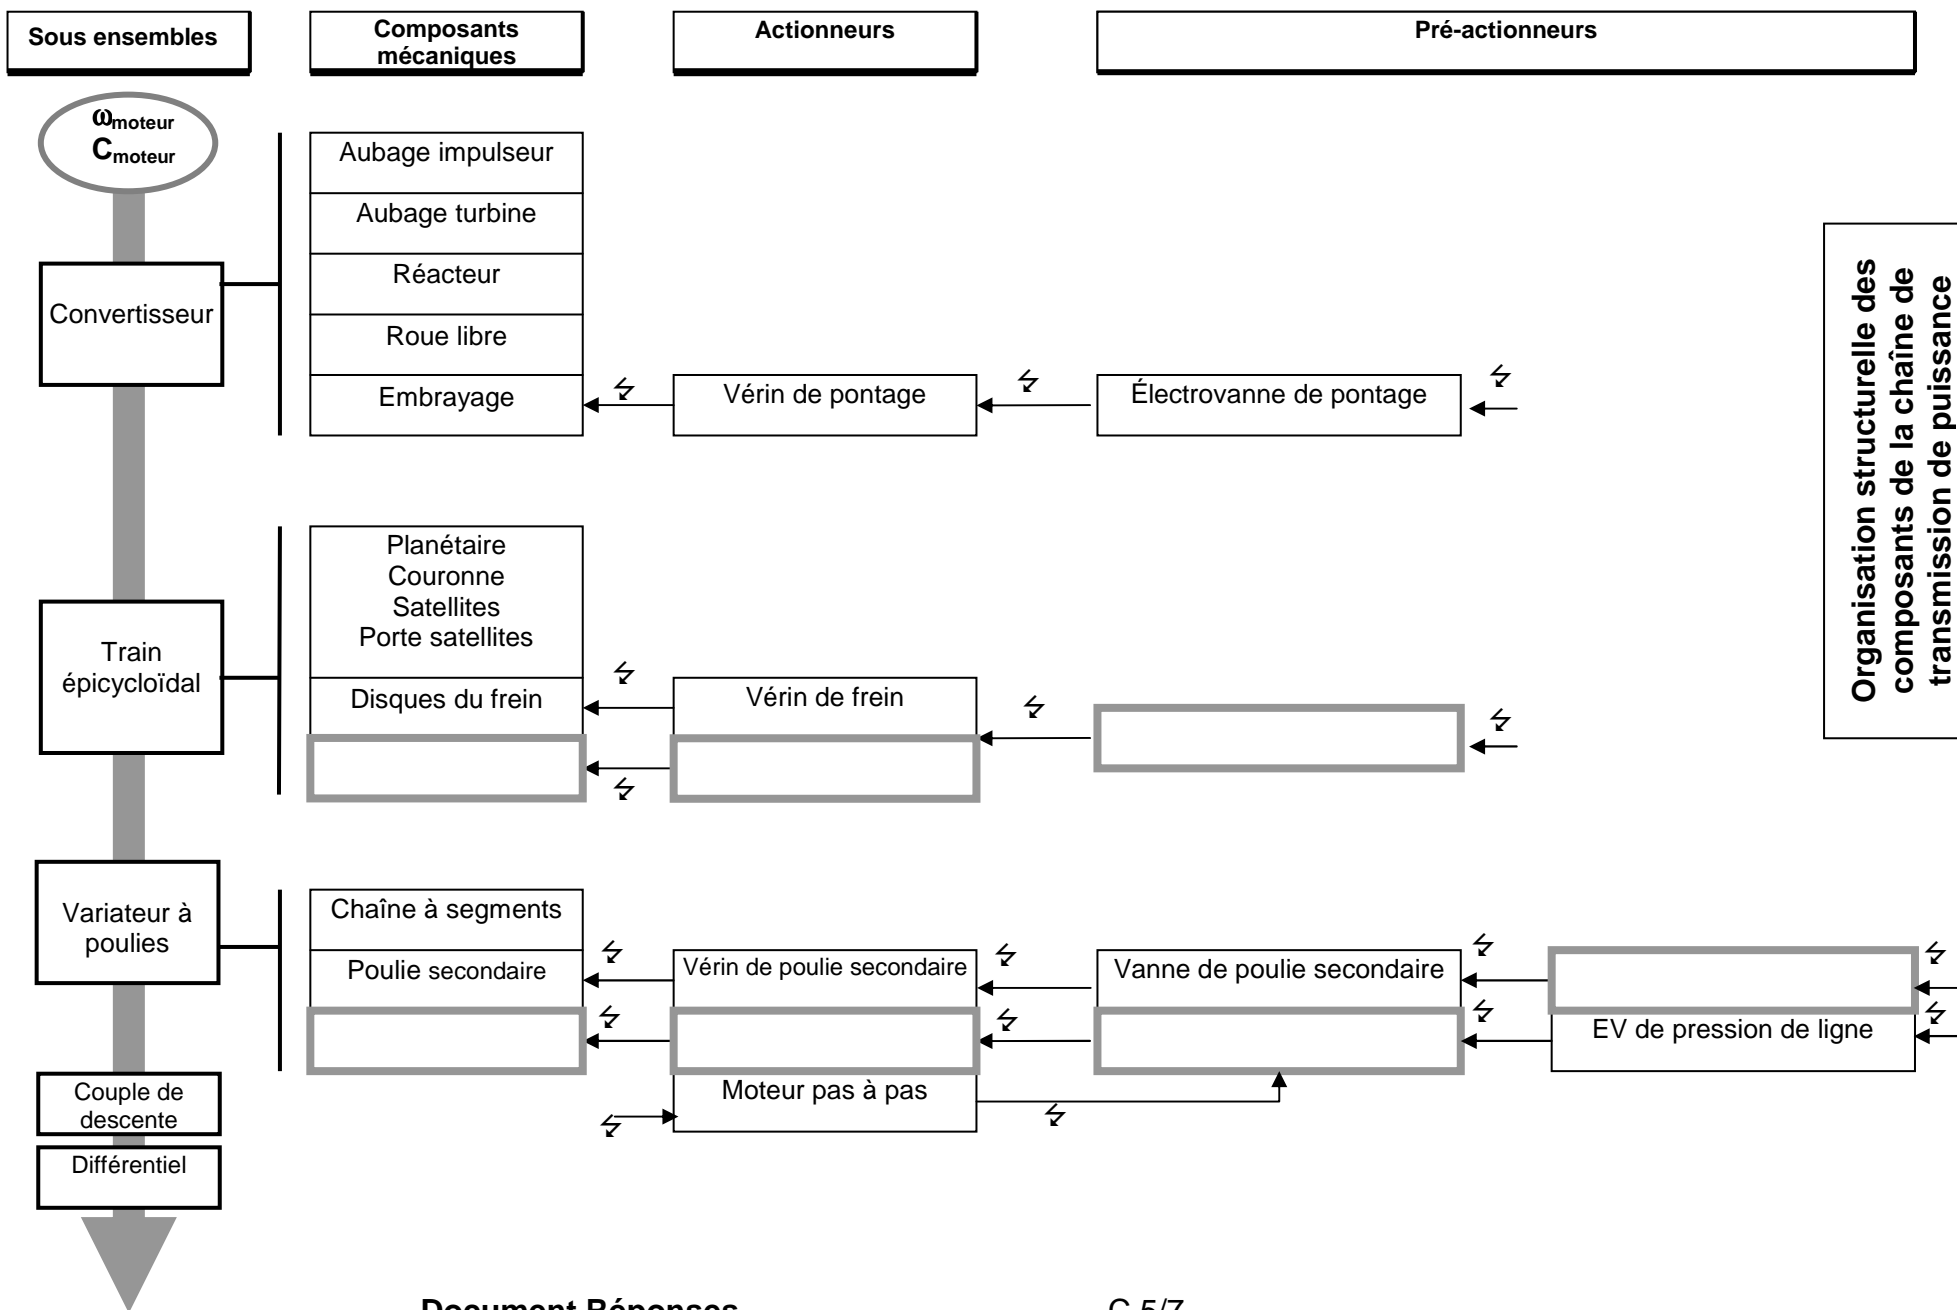 Sous ensembles
Composants
mécaniques
Actionneurs
Pré-actionneurs
ωmoteur
Cmoteur
Convertisseur
Aubage impulseur
Aubage turbine
Réacteur
Roue libre
Embrayage
Vérin de pontage
Électrovanne de pontage
Organisation structurelle des
composants de la chaîne de
transmission de puissance
Train
épicycloïdal
Planétaire
Couronne
Satellites
Porte satellites
Disques du frein
Vérin de frein
Variateur à
poulies
Chaîne à segments
Poulie secondaire
Vérin de poulie secondaire
Vanne de poulie secondaire
EV de pression de ligne
Moteur pas à pas
Couple de
descente
Différentiel
Document Réponses
C 5/7